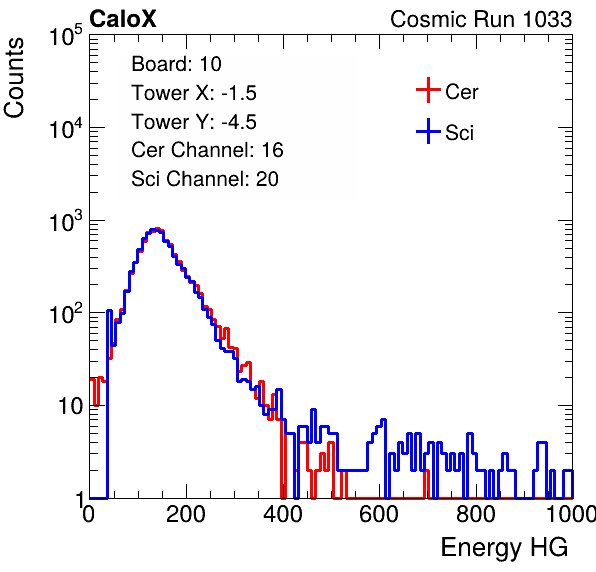 CaloX
Cosmic Run 1033
Counts
10^5
10^4
10^3
10^2
10
1
Board: 10
Tower X: -1.5
Tower Y: -4.5
Cer Channel: 16
Sci Channel: 20
Cer
Sci
0 200 400 600 800 1000
Energy HG